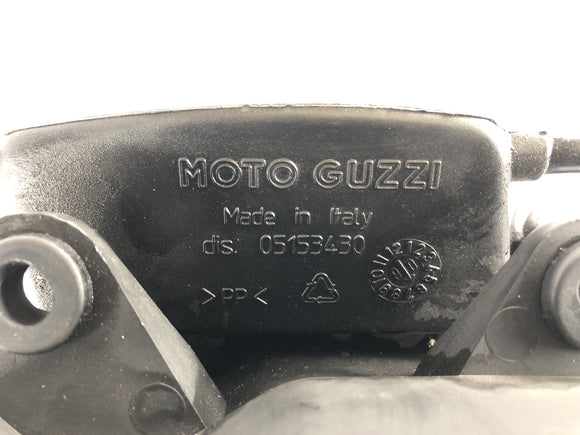 MOTO GUZZI
Made in Italy
dis. 05153430
>PP<